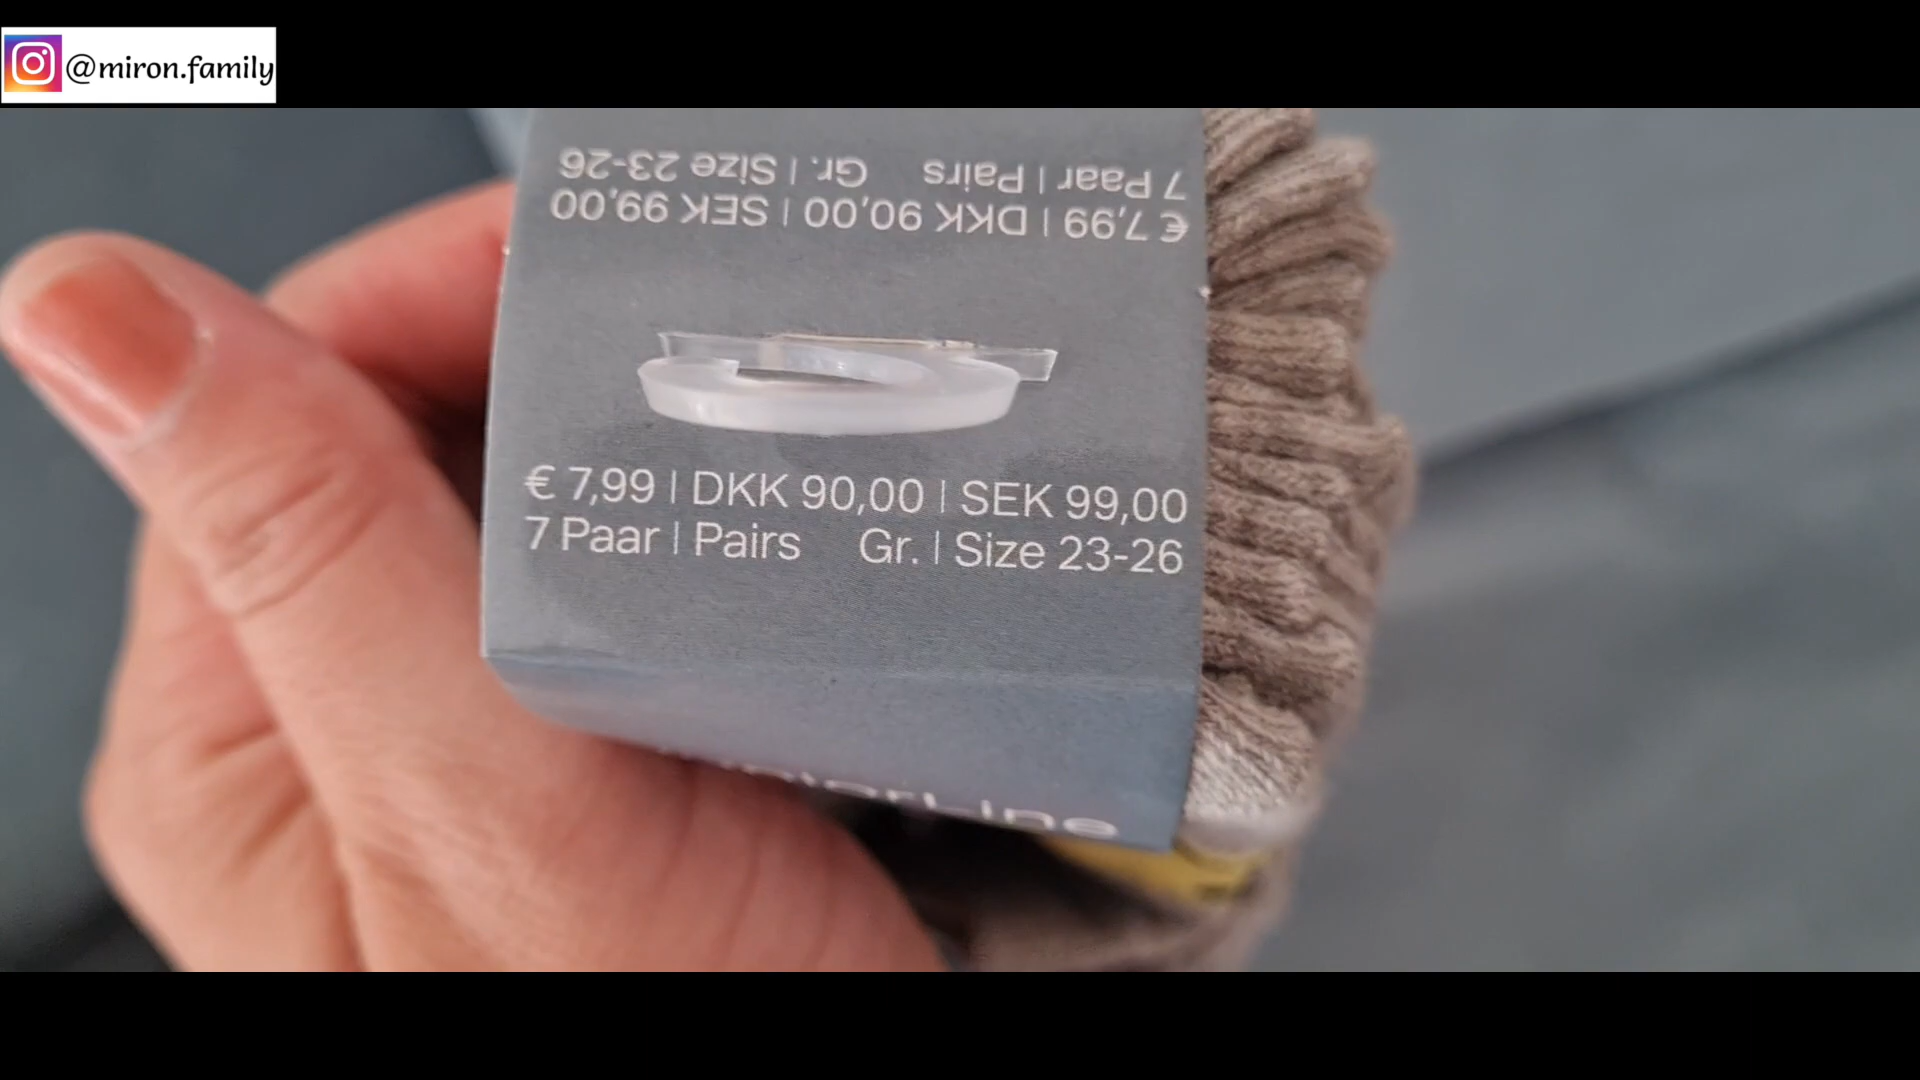 @miron.family
7 Paar | Pairs Gr. | Size 23-26
€ 7,99 | DKK 90,00 | SEK 99,00
€ 7,99 | DKK 90,00 | SEK 99,00
7 Paar | Pairs Gr. | Size 23-26